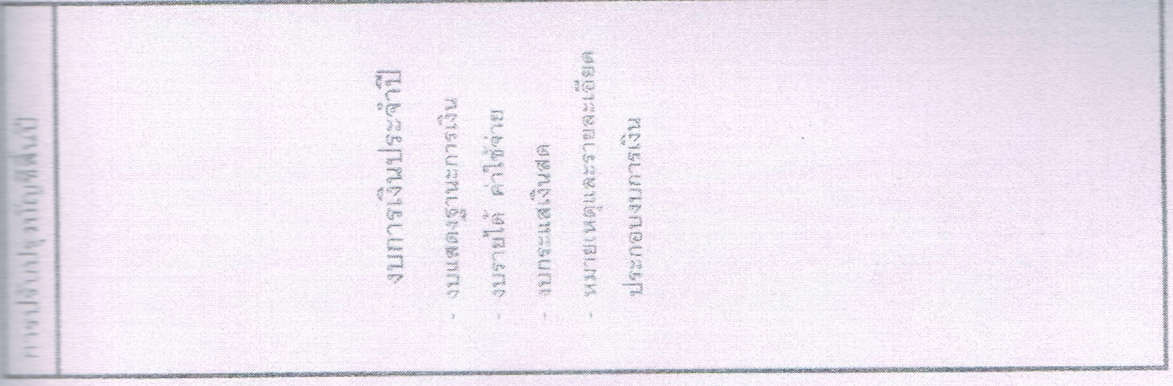 งบการเงินประจำปี
- งบแสดงฐานะการเงิน
- งบรายได้ ค่าใช้จ่าย
- งบกระแสเงินสด
- หมายเหตุและรายละเอียด
ประกอบงบการเงิน